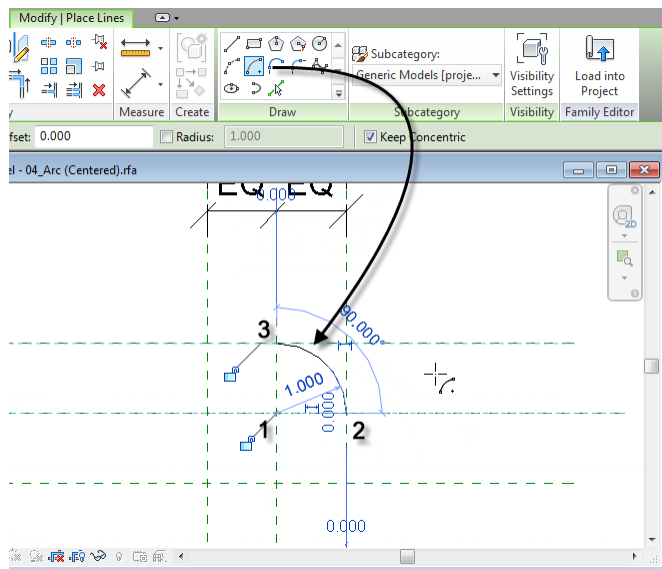 Modify | Place Lines
Subcategory:
Generic Models [proje...
Visibility
Settings
Load into
Project
y
Measure
Create
Draw
Subcategory
Visibility
Family Editor
fset:
0.000
Radius:
1.000
Keep Concentric
el - 04_Arc (Centered).rfa
EQ EQ
0.000
2D
90.000°
3
1.000
0.000
1
2
0.000